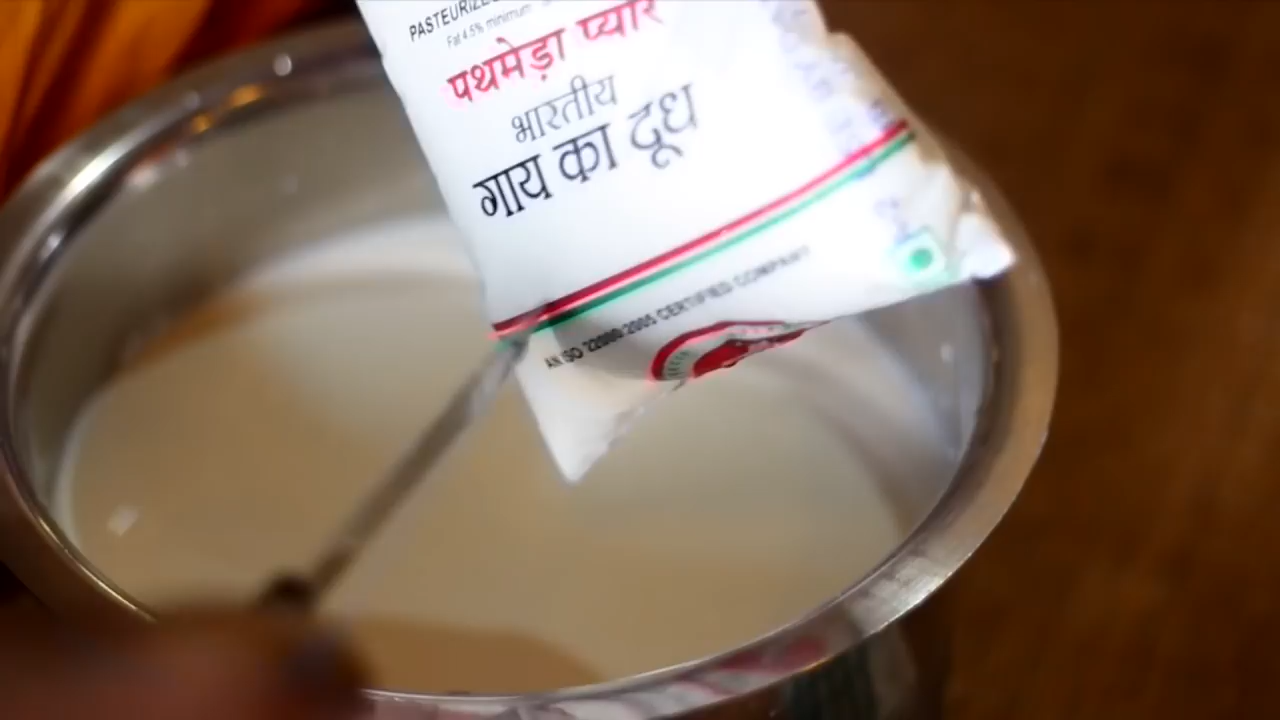 PASTEURIZED
Fat 4.5% minimum
पथमेड़ा प्योर
भारतीय
गाय का दूध
AN ISO 22000:2005 CERTIFIED COMPANY